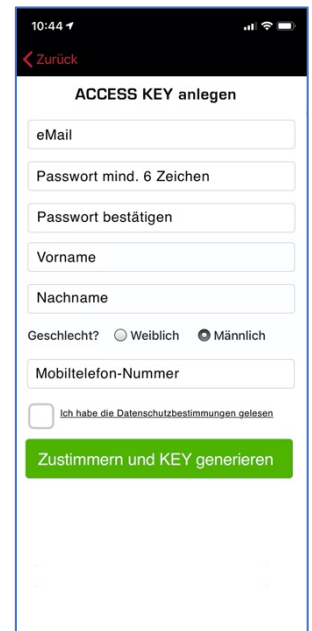 10:44
Zurück
ACCESS KEY anlegen
eMail
Passwort mind. 6 Zeichen
Passwort bestätigen
Vorname
Nachname
Geschlecht? Weiblich Männlich
Mobiltelefon-Nummer
Ich habe die Datenschutzbestimmungen gelesen
Zustimmern und KEY generieren